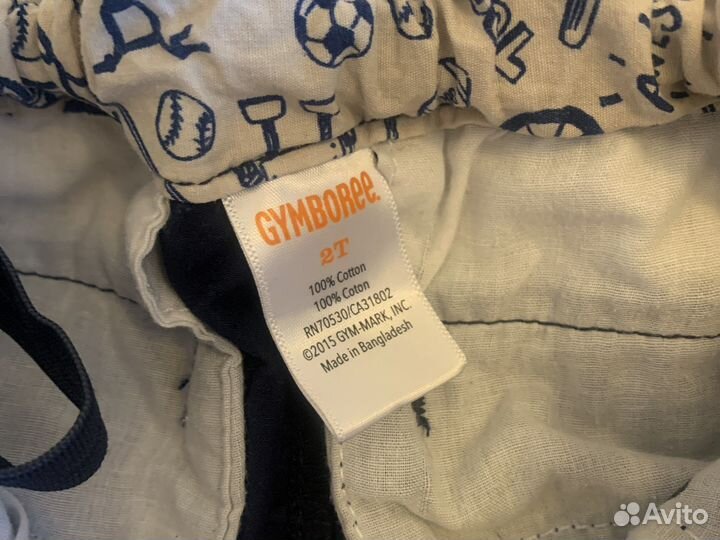 GYMBOREE
2T
100% Cotton
100% Coton
RN70530/CA31802
©2015 GYM-MARK, INC.
Made in Bangladesh
Avito